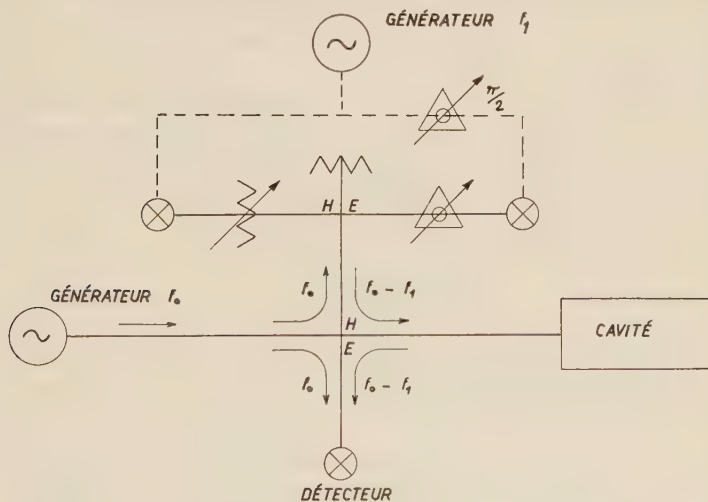 GÉNÉRATEUR f₁
π/2
H E
GÉNÉRATEUR f₀
f₀
f₀ - f₁
H
E
CAVITÉ
f₀
f₀ - f₁
DÉTECTEUR